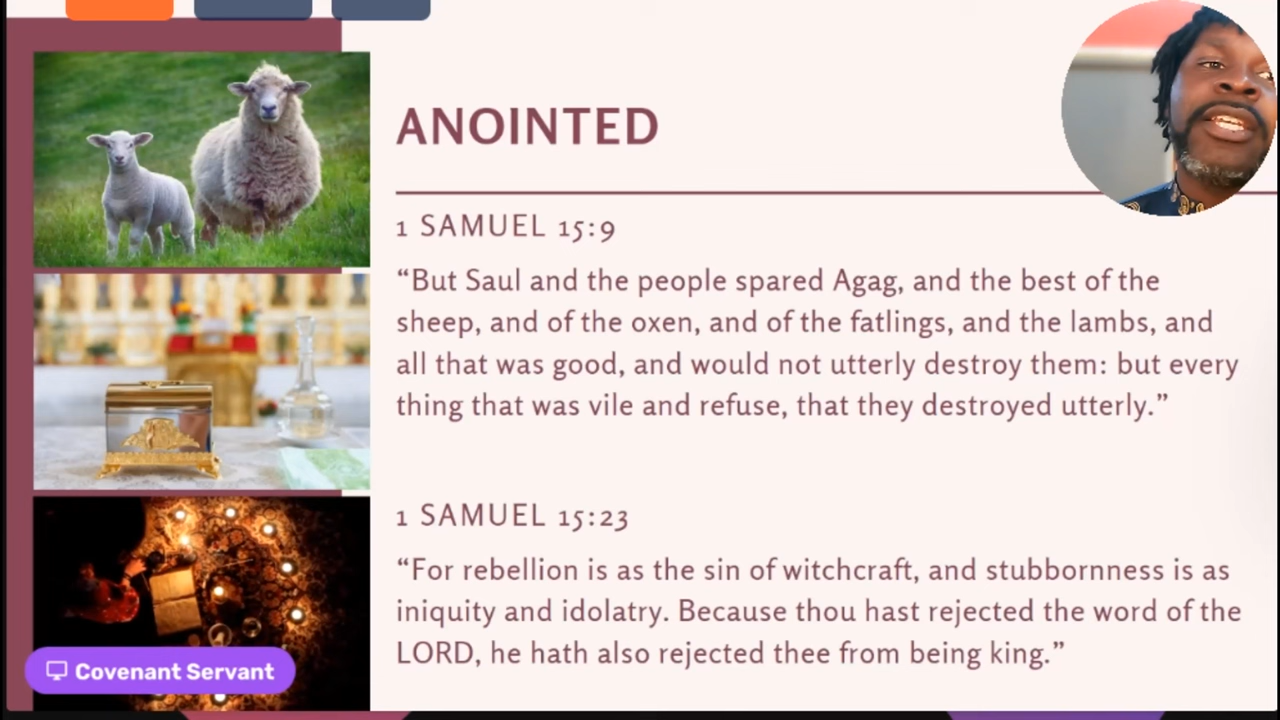 ANOINTED
1 SAMUEL 15:9
“But Saul and the people spared Agag, and the best of the
sheep, and of the oxen, and of the fatlings, and the lambs, and
all that was good, and would not utterly destroy them: but every
thing that was vile and refuse, that they destroyed utterly.”
1 SAMUEL 15:23
“For rebellion is as the sin of witchcraft, and stubbornness is as
iniquity and idolatry. Because thou hast rejected the word of the
LORD, he hath also rejected thee from being king.”
Covenant Servant